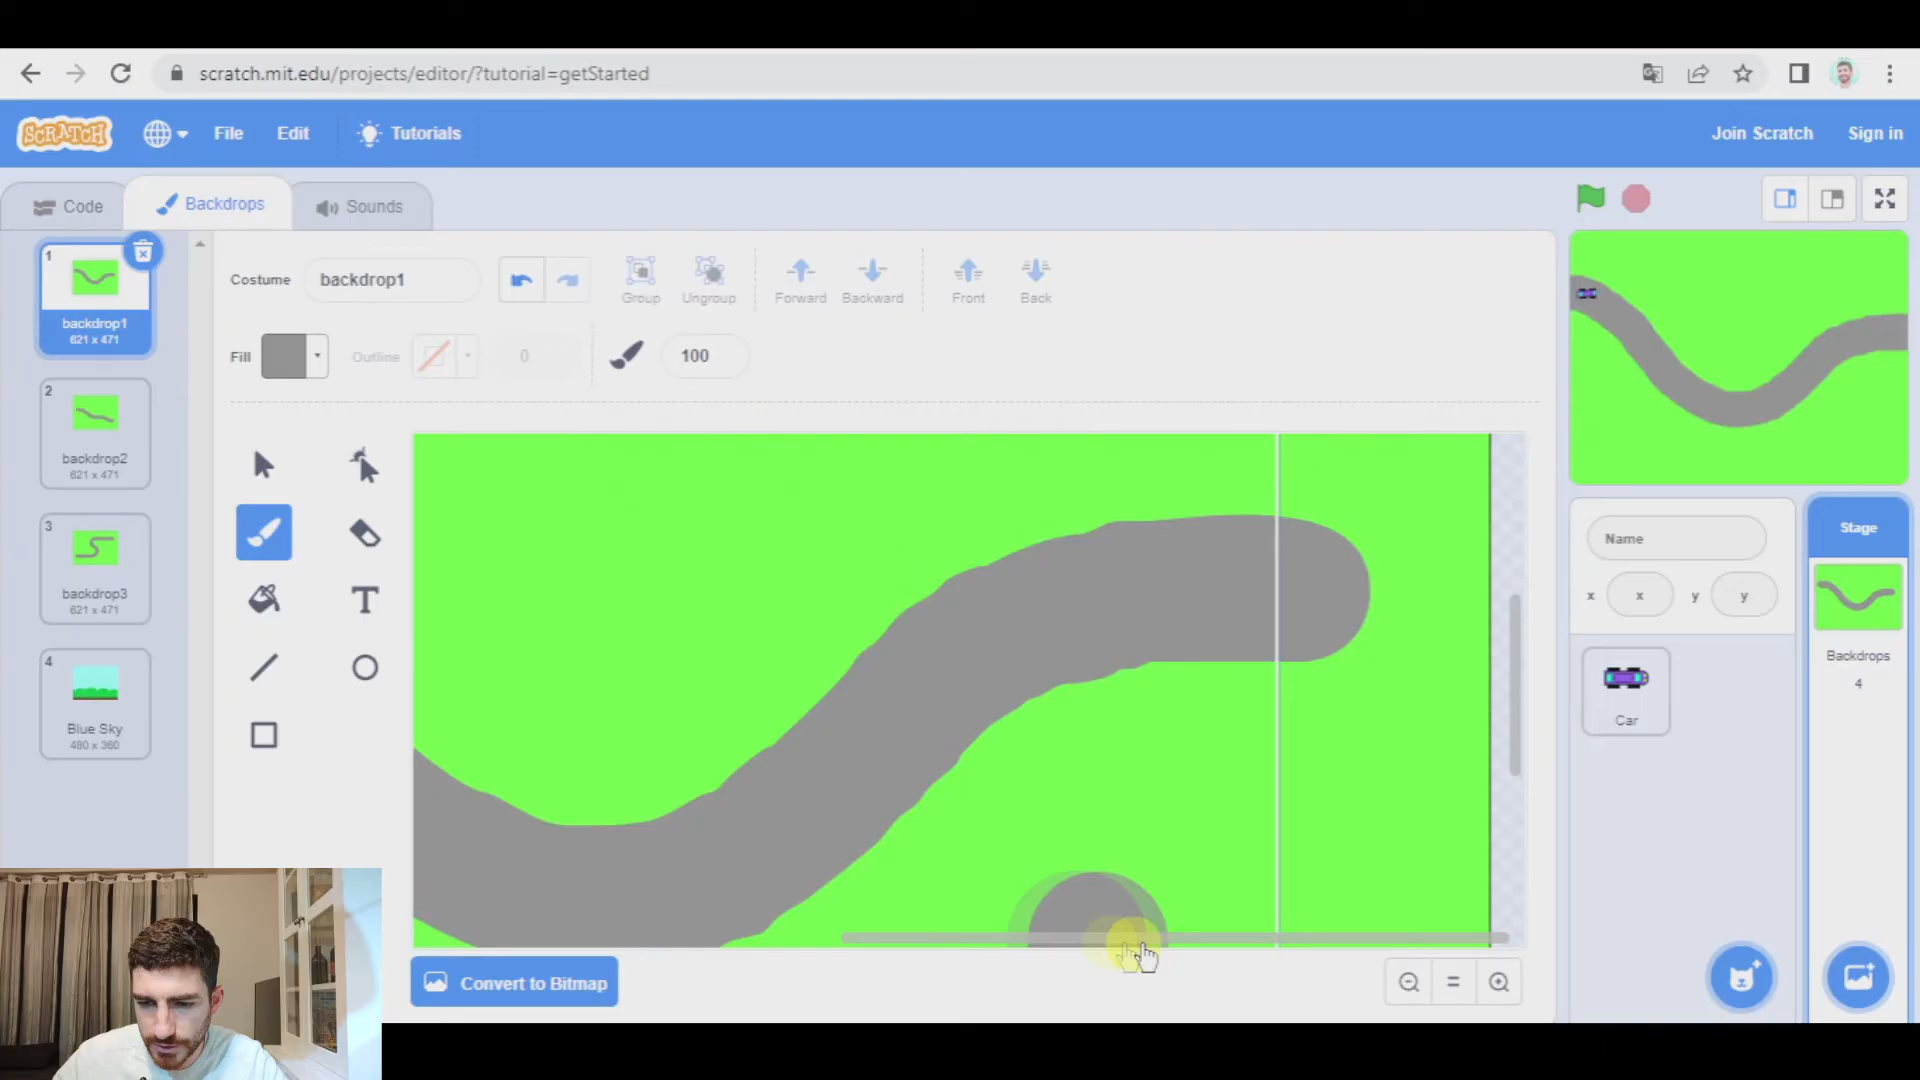 scratch.mit.edu/projects/editor/?tutorial=getStarted
SCRATCH File Edit Tutorials Join Scratch Sign in
Code Backdrops Sounds
1
backdrop1
621 x 471
2
backdrop2
621 x 471
3
backdrop3
621 x 471
4
Blue Sky
480 x 360
Costume backdrop1 Group Ungroup Forward Backward Front Back
Fill Outline 0 100
T
Convert to Bitmap
Name
x x y y
Car
Stage
Backdrops
4